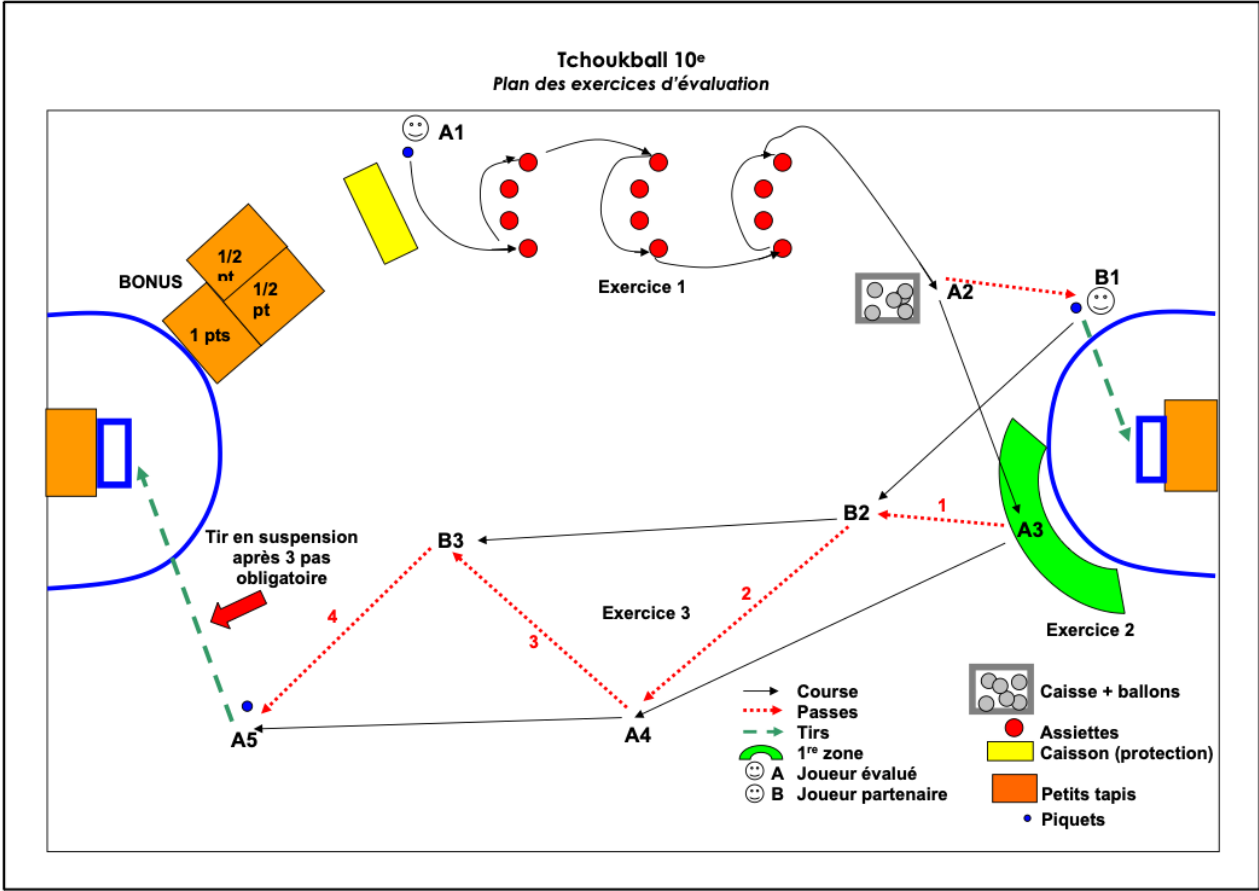 Tchoukball 10e
Plan des exercices d'évaluation
A1
1/2
pt
BONUS
1/2
pt
1 pts
Exercice 1
A2
B1
B2
1
A3
B3
Tir en suspension
après 3 pas
obligatoire
2
4
Exercice 3
3
Exercice 2
A5
A4
Course
Passes
Tirs
1re zone
A Joueur évalué
B Joueur partenaire
Caisse + ballons
Assiettes
Caisson (protection)
Petits tapis
Piquets